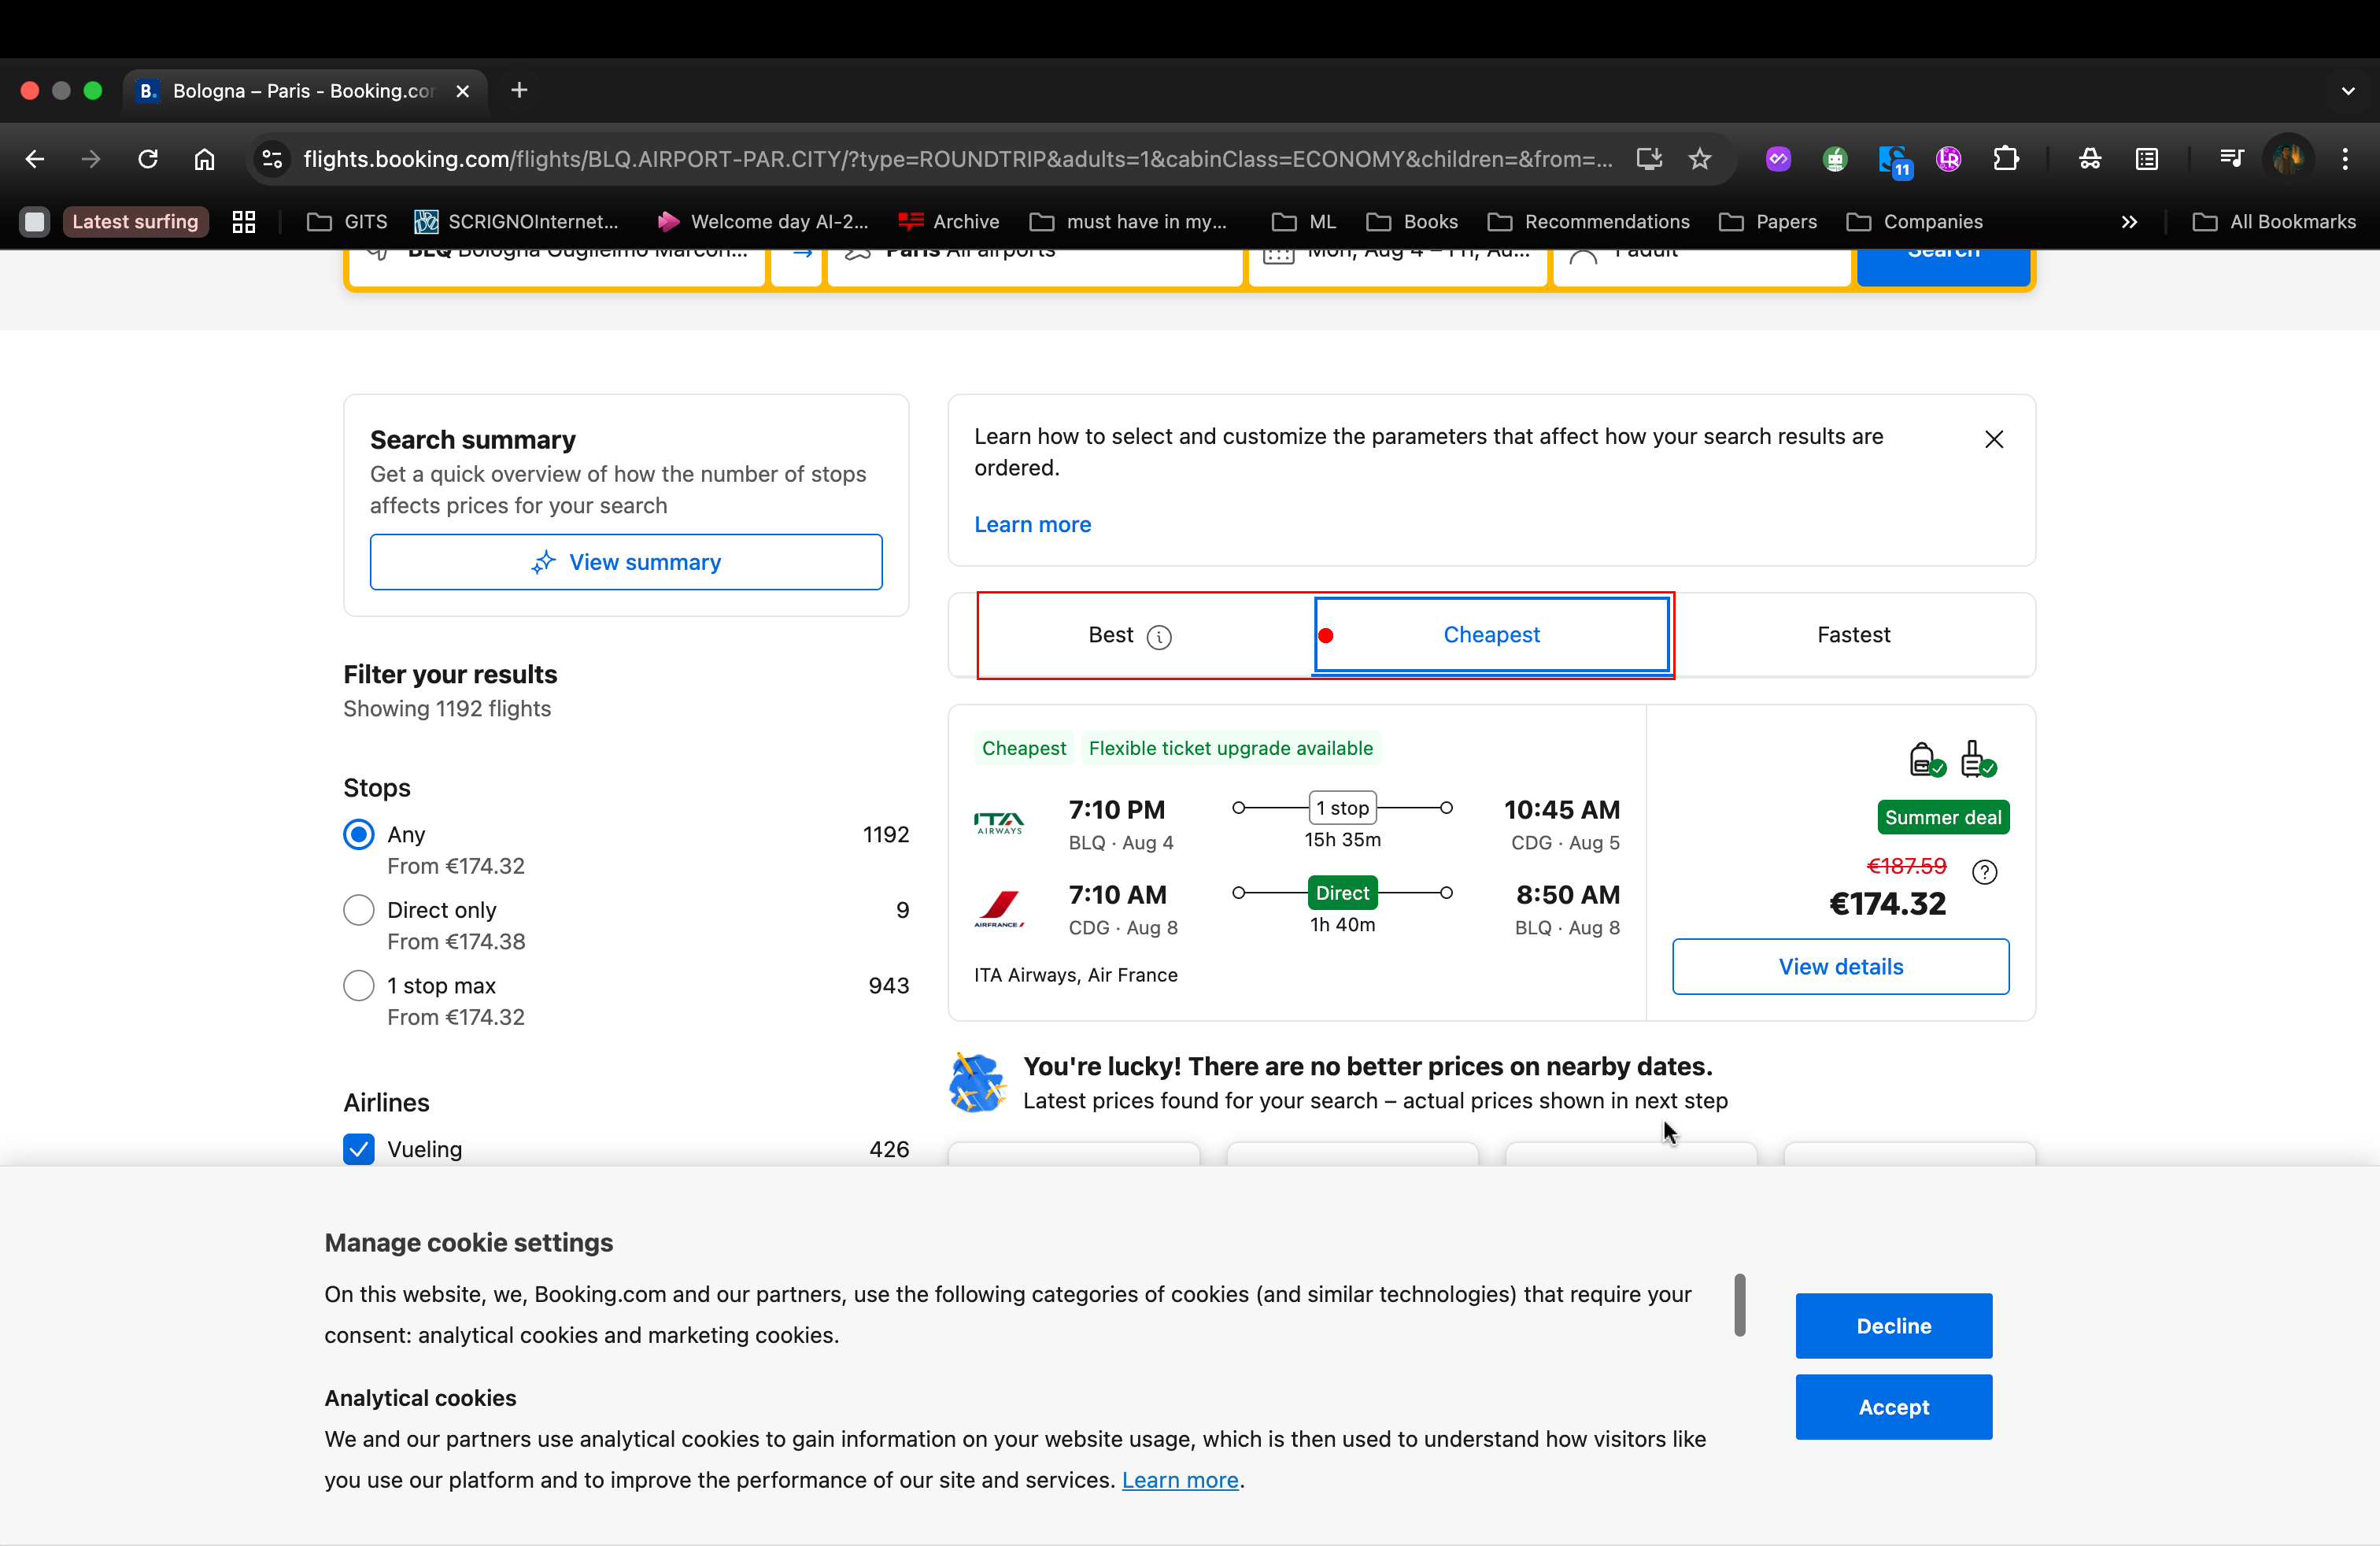 B. Bologna – Paris - Booking.cor
flights.booking.com/flights/BLQ.AIRPORT-PAR.CITY/?type=ROUNDTRIP&adults=1&cabinClass=ECONOMY&children=&from=...
11
LR
Latest surfing
GITS
SCRIGNOInternet...
Welcome day AI-2...
Archive
must have in my...
ML
Books
Recommendations
Papers
Companies
All Bookmarks
BLQ Bologna Guglielmo Marcon...
Paris All airports
Mon, Aug 4 – Fri, Au...
1 adult
Search
Search summary
Get a quick overview of how the number of stops
affects prices for your search
View summary
Learn how to select and customize the parameters that affect how your search results are
ordered.
Learn more
Best
Cheapest
Fastest
Filter your results
Showing 1192 flights
Stops
Any 1192
From €174.32
Direct only 9
From €174.38
1 stop max 943
From €174.32
Airlines
Vueling 426
Cheapest Flexible ticket upgrade available
ITA
AIRWAYS
7:10 PM 1 stop 10:45 AM
BLQ · Aug 4 15h 35m CDG · Aug 5
AIRFRANCE
7:10 AM Direct 8:50 AM
CDG · Aug 8 1h 40m BLQ · Aug 8
ITA Airways, Air France
Summer deal
€187.59
€174.32
View details
You're lucky! There are no better prices on nearby dates.
Latest prices found for your search – actual prices shown in next step
Manage cookie settings
On this website, we, Booking.com and our partners, use the following categories of cookies (and similar technologies) that require your
consent: analytical cookies and marketing cookies.
Analytical cookies
We and our partners use analytical cookies to gain information on your website usage, which is then used to understand how visitors like
you use our platform and to improve the performance of our site and services. Learn more.
Decline
Accept